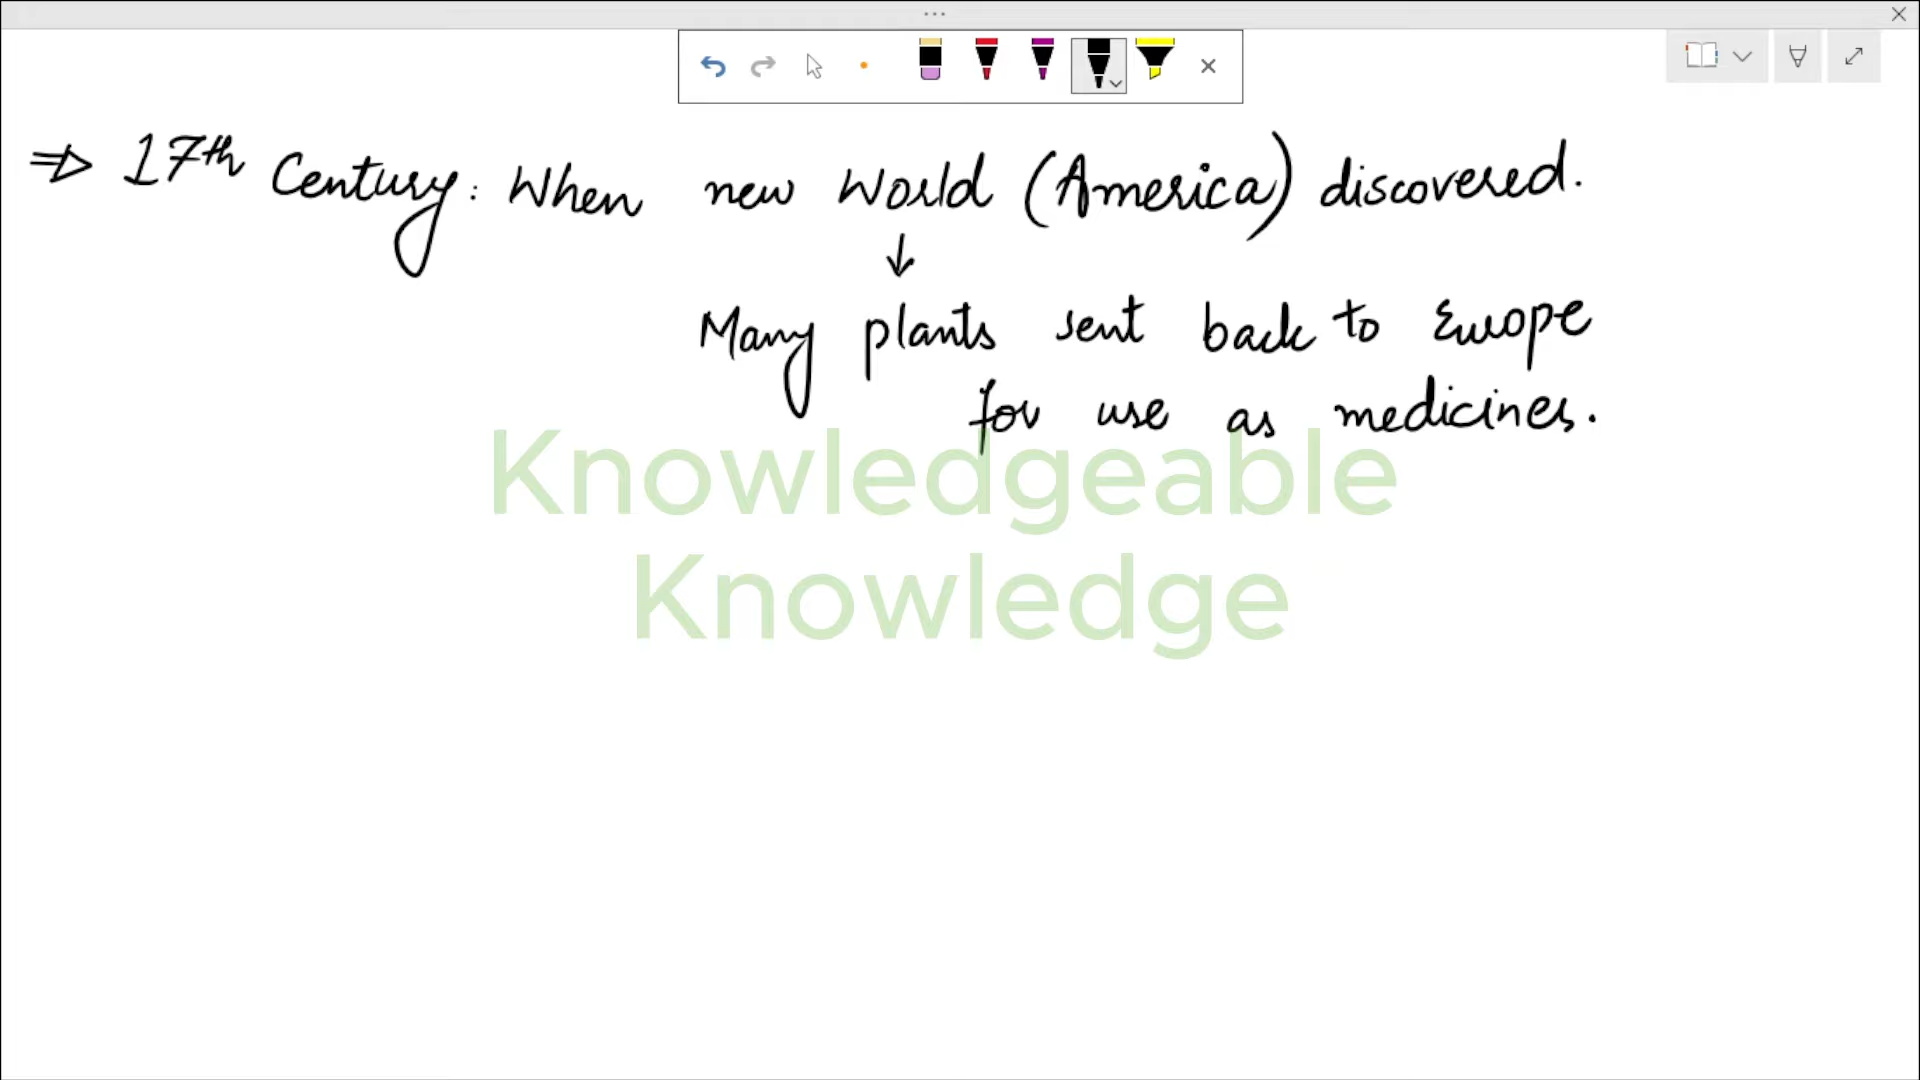 ⇒ 17th Century: When new World (America) discovered.
↓
Many plants sent back to Europe
for use as medicines.
Knowledgeable
Knowledge